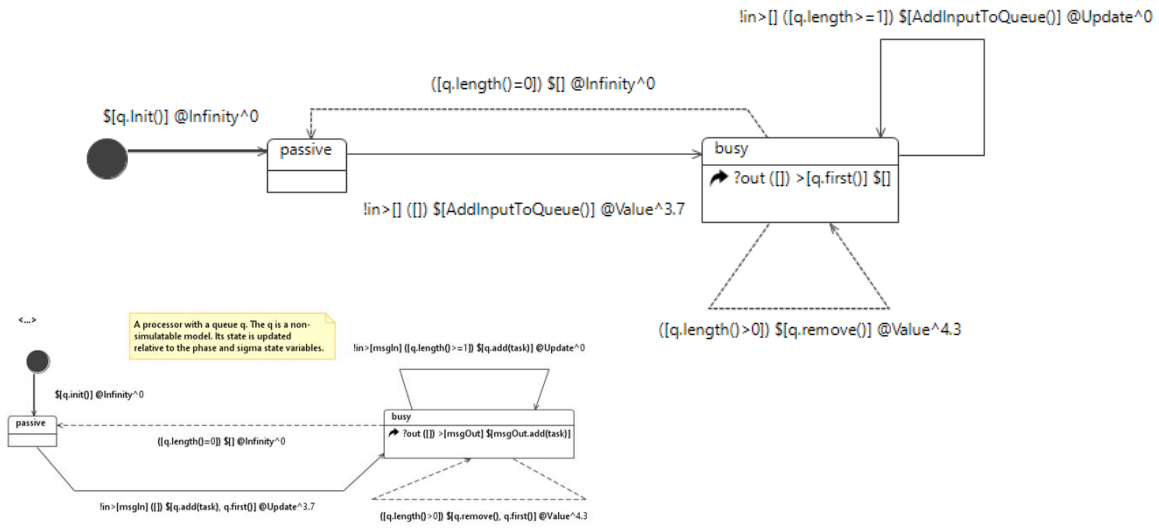 !in>[] ([q.length>=1]) $[AddInputToQueue()] @Update^0
([q.length()=0]) $[] @Infinity^0
$[q.Init()] @Infinity^0
passive
busy
?out ([]) >[q.first()] $[]
!in>[] ([]) $[AddInputToQueue()] @Value^3.7
([q.length()>0]) $[q.remove()] @Value^4.3
<...>
A processor with a queue q. The q is a non-
simulatable model. Its state is updated
relative to the phase and sigma state variables.
!in>[msgIn] ([q.length()>=1]) $[q.add(task)] @Update^0
$[q.init()] @Infinity^0
passive
busy
?out ([]) >[msgOut] $[msgOut.add(task)]
([q.length()=0]) $[] @Infinity^0
!in>[msgIn] ([]) $[q.add(task), q.first()] @Update^3.7
([q.length()>0]) $[q.remove(), q.first()] @Value^4.3